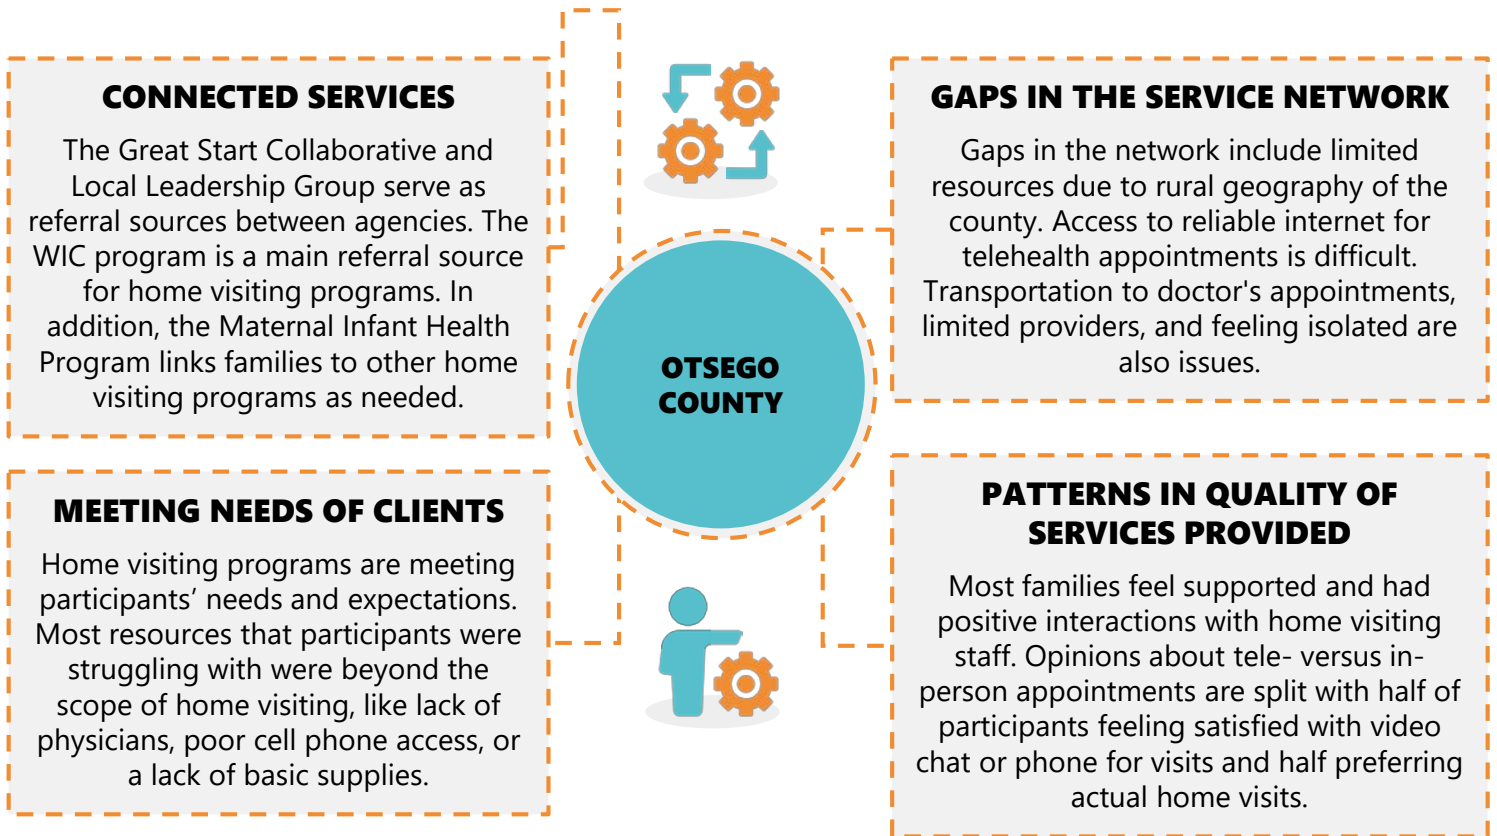 CONNECTED SERVICES
The Great Start Collaborative and
Local Leadership Group serve as
referral sources between agencies. The
WIC program is a main referral source
for home visiting programs. In
addition, the Maternal Infant Health
Program links families to other home
visiting programs as needed.
GAPS IN THE SERVICE NETWORK
Gaps in the network include limited
resources due to rural geography of the
county. Access to reliable internet for
telehealth appointments is difficult.
Transportation to doctor's appointments,
limited providers, and feeling isolated are
also issues.
OTSEGO
COUNTY
MEETING NEEDS OF CLIENTS
Home visiting programs are meeting
participants’ needs and expectations.
Most resources that participants were
struggling with were beyond the
scope of home visiting, like lack of
physicians, poor cell phone access, or
a lack of basic supplies.
PATTERNS IN QUALITY OF
SERVICES PROVIDED
Most families feel supported and had
positive interactions with home visiting
staff. Opinions about tele- versus in-
person appointments are split with half of
participants feeling satisfied with video
chat or phone for visits and half preferring
actual home visits.